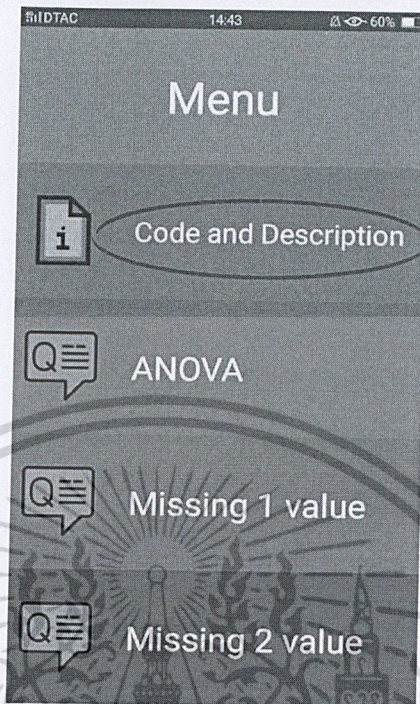 DTAC 14:43 60%
Menu
i Code and Description
Q ANOVA
Q Missing 1 value
Q Missing 2 value